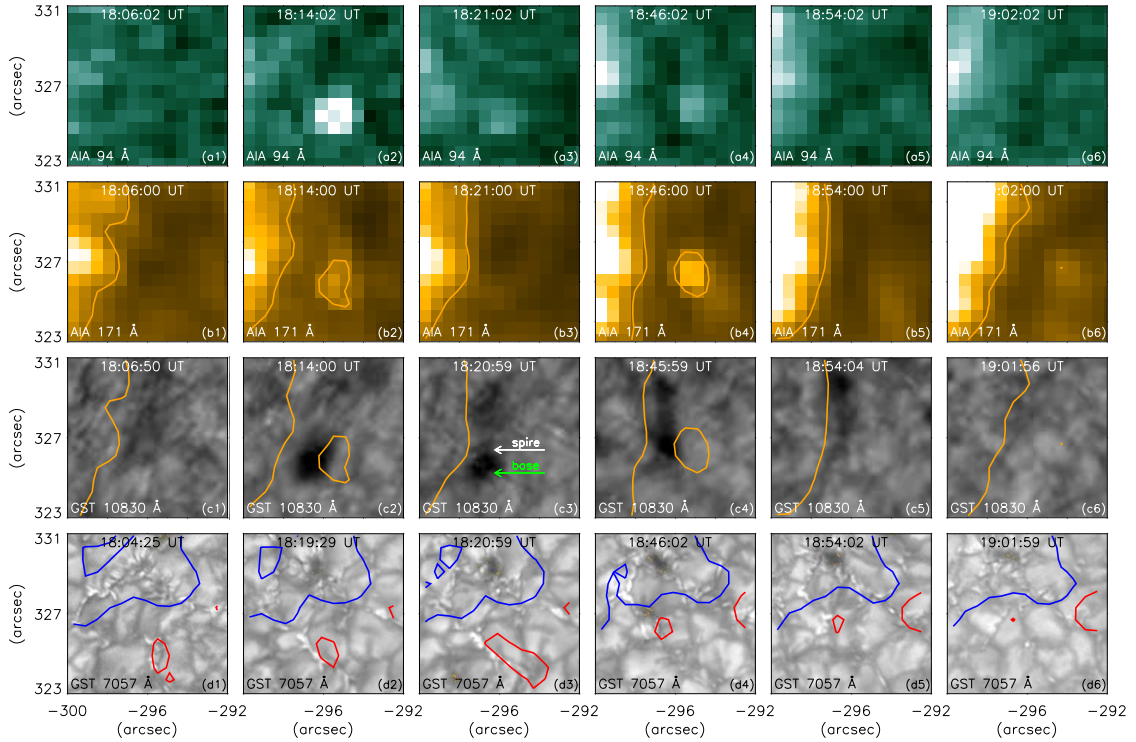 331
18:06:02 UT
18:14:02 UT
18:21:02 UT
18:46:02 UT
18:54:02 UT
19:02:02 UT
327
(arcsec)
323
AIA 94 Å
(a1)
AIA 94 Å
(a2)
AIA 94 Å
(a3)
AIA 94 Å
(a4)
AIA 94 Å
(a5)
AIA 94 Å
(a6)
331
18:06:00 UT
18:14:00 UT
18:21:00 UT
18:46:00 UT
18:54:00 UT
19:02:00 UT
327
(arcsec)
323
AIA 171 Å
(b1)
AIA 171 Å
(b2)
AIA 171 Å
(b3)
AIA 171 Å
(b4)
AIA 171 Å
(b5)
AIA 171 Å
(b6)
331
18:06:50 UT
18:14:00 UT
18:20:59 UT
18:45:59 UT
18:54:04 UT
19:01:56 UT
327
(arcsec)
spire
base
323
GST 10830 Å
(c1)
GST 10830 Å
(c2)
GST 10830 Å
(c3)
GST 10830 Å
(c4)
GST 10830 Å
(c5)
GST 10830 Å
(c6)
331
18:04:25 UT
18:19:29 UT
18:20:59 UT
18:46:02 UT
18:54:02 UT
19:01:59 UT
327
(arcsec)
323
GST 7057 Å
(d1)
GST 7057 Å
(d2)
GST 7057 Å
(d3)
GST 7057 Å
(d4)
GST 7057 Å
(d5)
GST 7057 Å
(d6)
−300
−296
−292
−296
−292
−296
−292
−296
−292
−296
−292
−296
−292
(arcsec)
(arcsec)
(arcsec)
(arcsec)
(arcsec)
(arcsec)